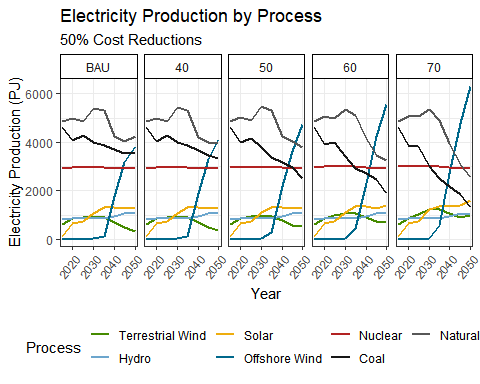 Electricity Production by Process
50% Cost Reductions
BAU 40 50 60 70
Electricity Production (PJ)
6000
4000
2000
0
2020 2030 2040 2050 2020 2030 2040 2050 2020 2030 2040 2050 2020 2030 2040 2050 2020 2030 2040 2050
Year
Process
Terrestrial Wind Solar Nuclear Natural
Hydro Offshore Wind Coal